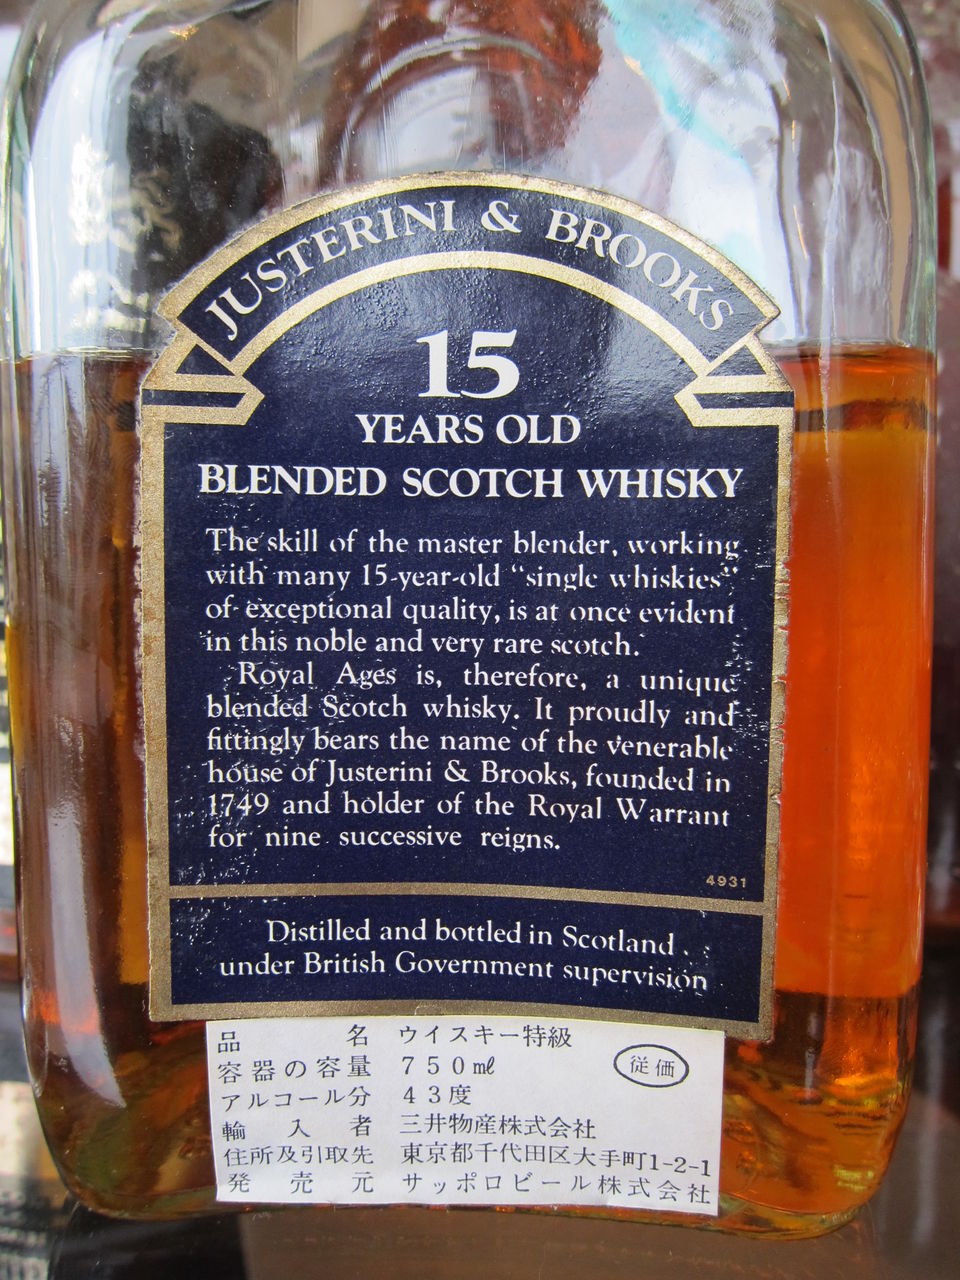 JUSTERINI & BROOKS
15
YEARS OLD
BLENDED SCOTCH WHISKY
The skill of the master blender, working
with many 15-year-old “single whiskies”
of exceptional quality, is at once evident
in this noble and very rare scotch.
Royal Ages is, therefore, a unique
blended Scotch whisky. It proudly and
fittingly bears the name of the venerable
house of Justerini & Brooks, founded in
1749 and holder of the Royal Warrant
for nine successive reigns.
4931
Distilled and bottled in Scotland
under British Government supervision
品名 ウイスキー特級
容器の容量 750ml 従価
アルコール分 43度
輸入者 三井物産株式会社
住所及引取先 東京都千代田区大手町1-2-1
発売元 サッポロビール株式会社